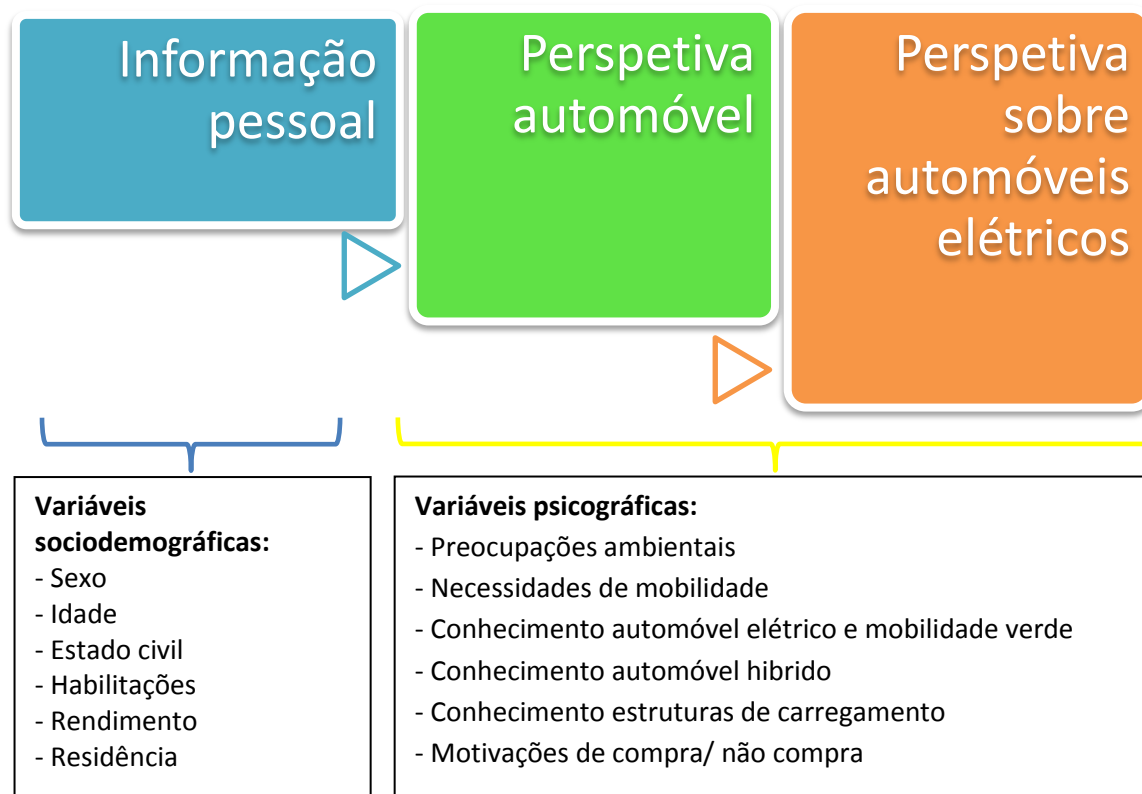 Informação
pessoal
Perspetiva
automóvel
Perspetiva
sobre
automóveis
elétricos
Variáveis
sociodemográficas:
- Sexo
- Idade
- Estado civil
- Habilitações
- Rendimento
- Residência
Variáveis psicográficas:
- Preocupações ambientais
- Necessidades de mobilidade
- Conhecimento automóvel elétrico e mobilidade verde
- Conhecimento automóvel hibrido
- Conhecimento estruturas de carregamento
- Motivações de compra/ não compra